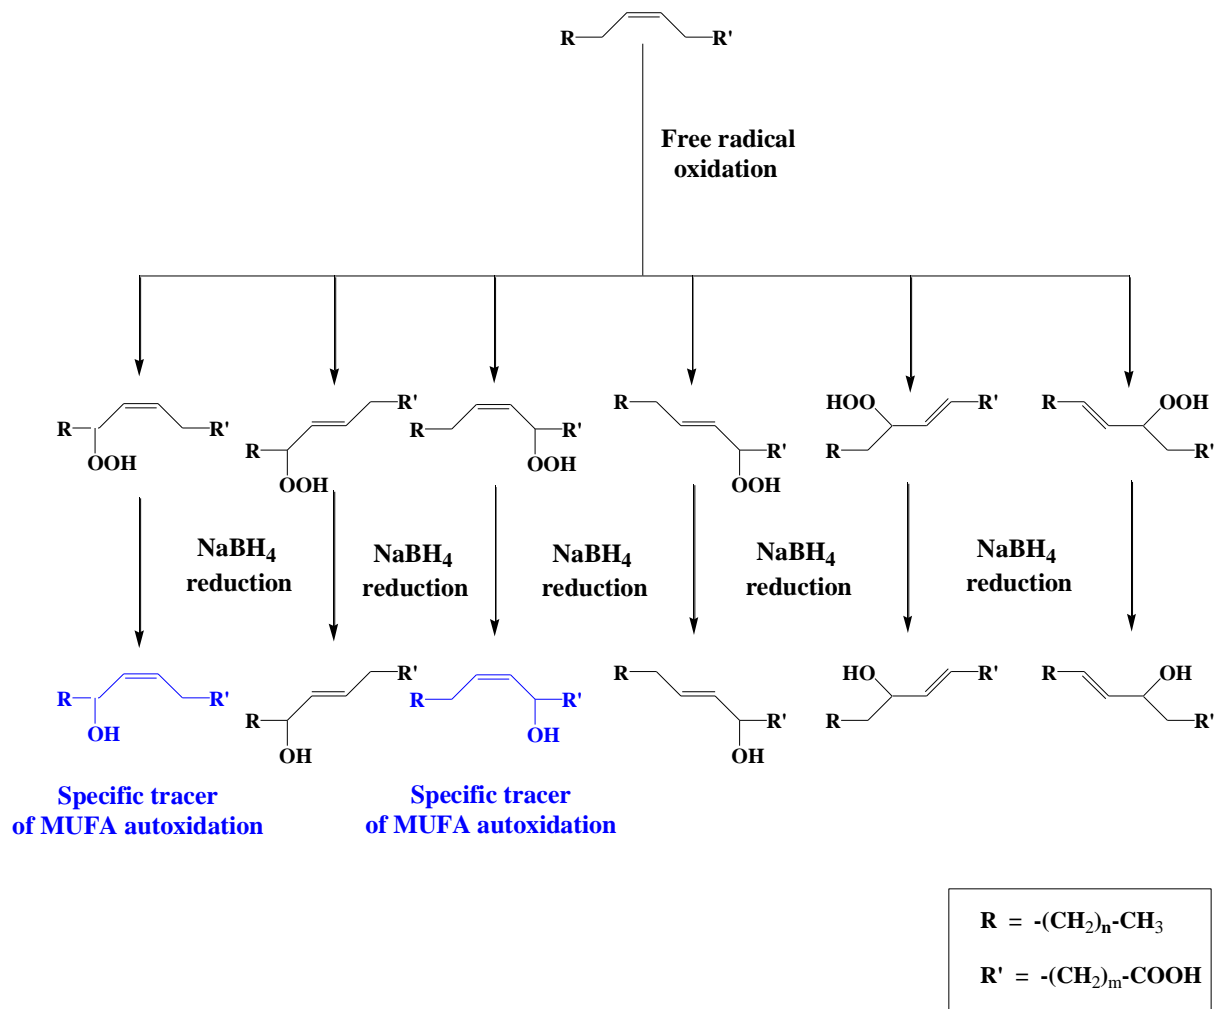 R R'
Free radical
oxidation
R OOH R'
R OOH R'
R OOH R'
R OOH R'
HOO R R'
R OOH R'
NaBH4
reduction
NaBH4
reduction
NaBH4
reduction
NaBH4
reduction
NaBH4
reduction
R OH R'
R OH R'
R OH R'
R OH R'
HO R R'
R OH R'
Specific tracer
of MUFA autoxidation
Specific tracer
of MUFA autoxidation
R = -(CH2)n-CH3
R' = -(CH2)m-COOH